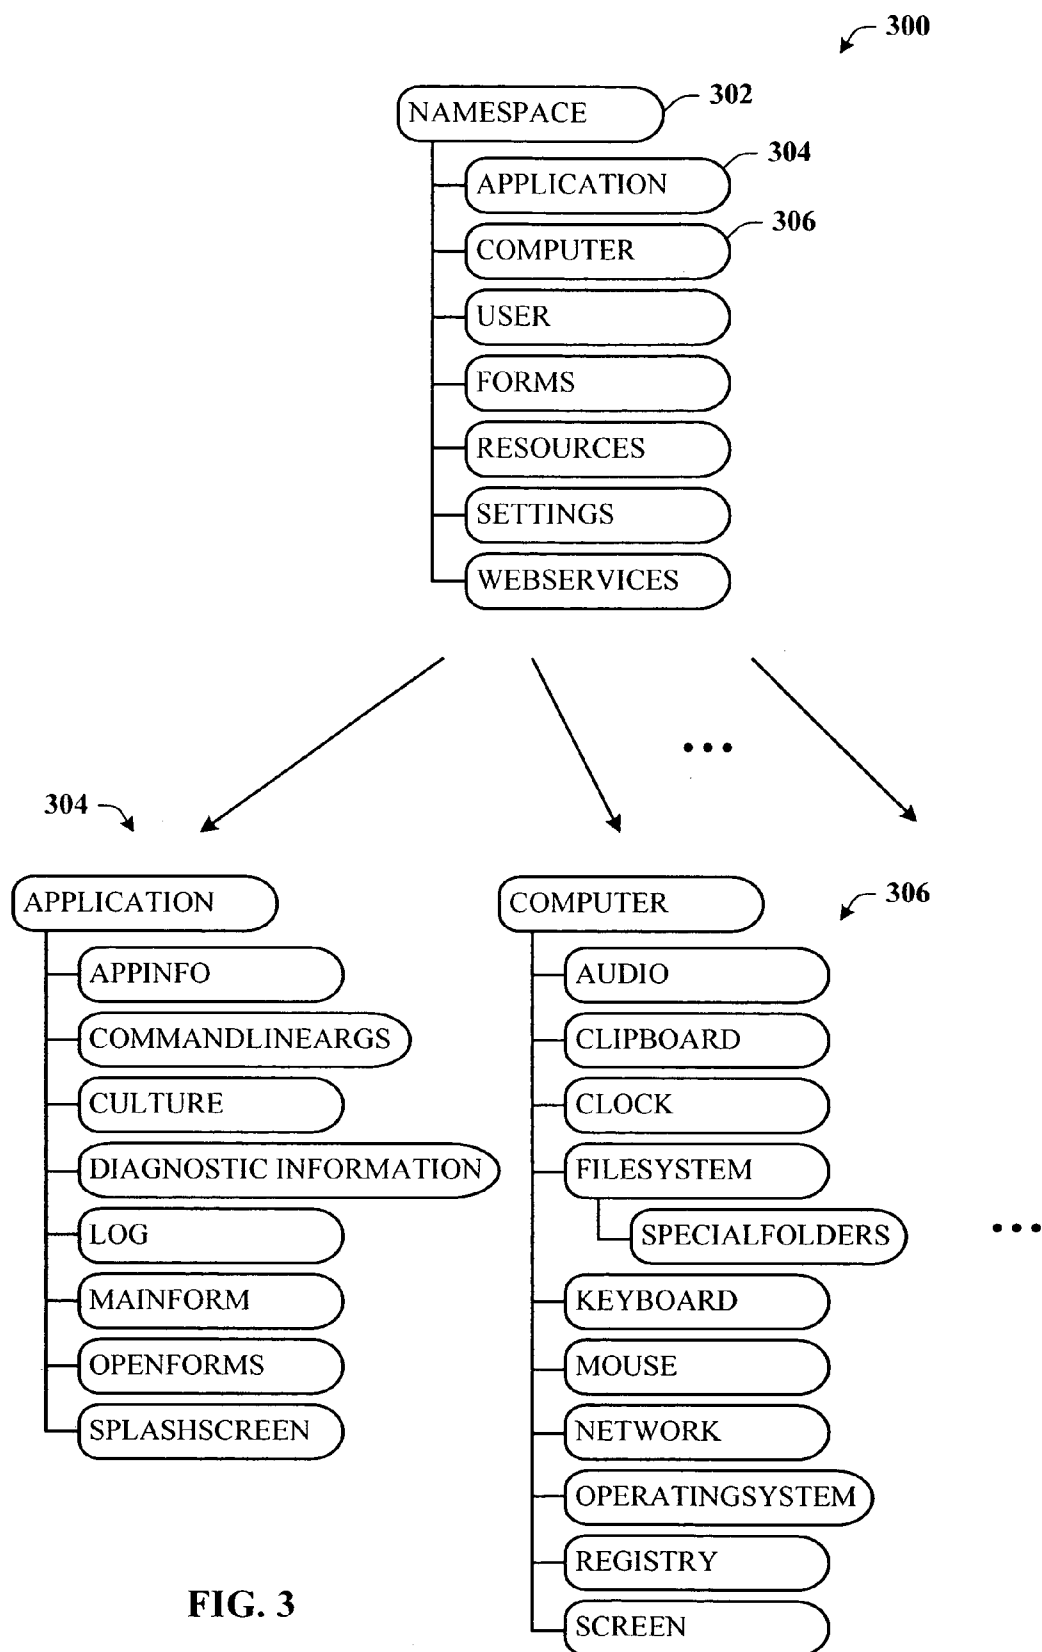 300
NAMESPACE
302
APPLICATION
304
COMPUTER
306
USER
FORMS
RESOURCES
SETTINGS
WEBSERVICES
...
304
APPLICATION
APPINFO
COMMANDLINEARGS
CULTURE
DIAGNOSTIC INFORMATION
LOG
MAINFORM
OPENFORMS
SPLASHSCREEN
COMPUTER
306
AUDIO
CLIPBOARD
CLOCK
FILESYSTEM
SPECIALFOLDERS
KEYBOARD
MOUSE
NETWORK
OPERATINGSYSTEM
REGISTRY
SCREEN
...
FIG. 3